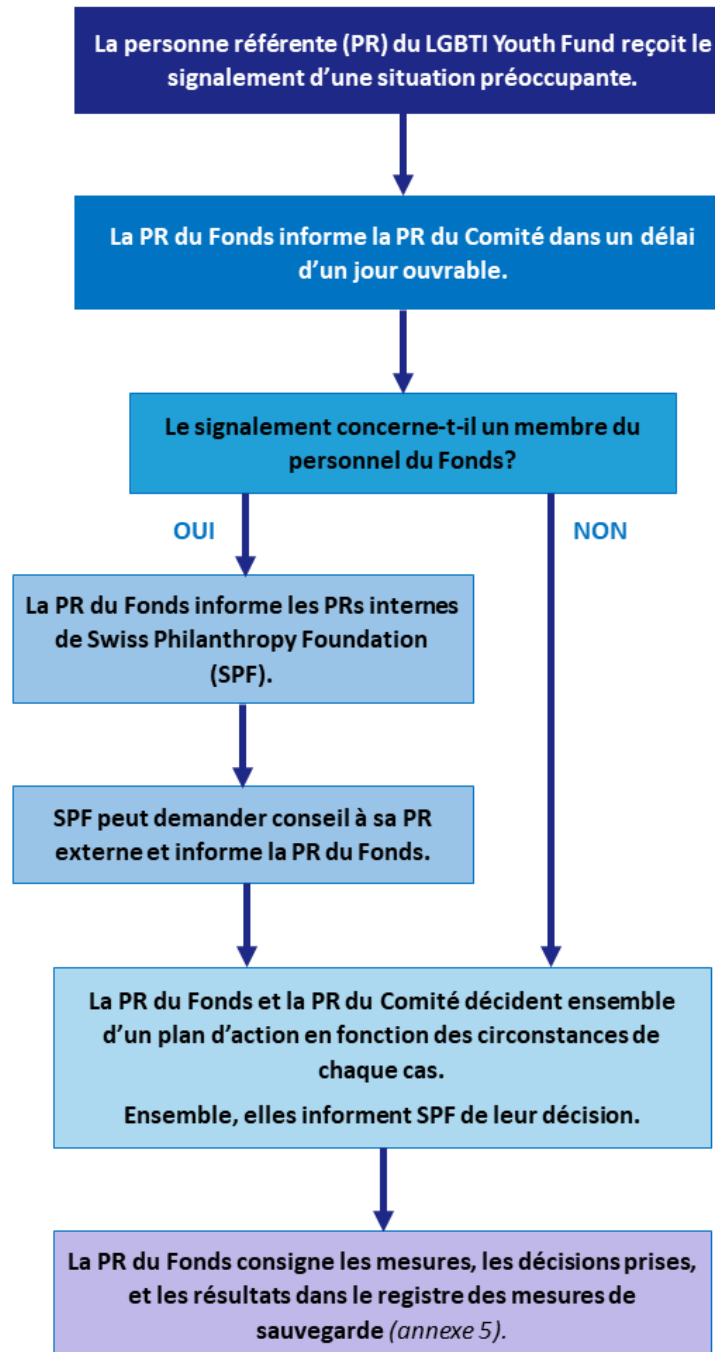 La personne référente (PR) du LGBTI Youth Fund reçoit le
signalement d’une situation préoccupante.
La PR du Fonds informe la PR du Comité dans un délai
d’un jour ouvrable.
Le signalement concerne-t-il un membre du
personnel du Fonds?
OUI
NON
La PR du Fonds informe les PRs internes
de Swiss Philanthropy Foundation
(SPF).
SPF peut demander conseil à sa PR
externe et informe la PR du Fonds.
La PR du Fonds et la PR du Comité décident ensemble
d’un plan d’action en fonction des circonstances de
chaque cas.
Ensemble, elles informent SPF de leur décision.
La PR du Fonds consigne les mesures, les décisions prises,
et les résultats dans le registre des mesures de
sauvegarde (annexe 5).